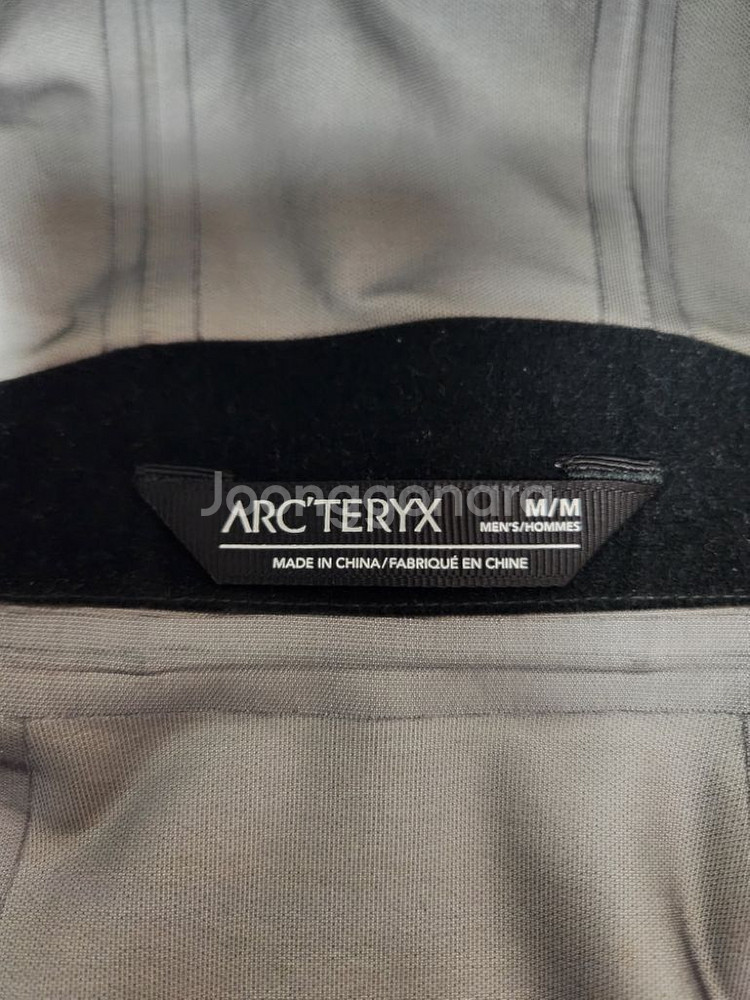 Joonggonara
ARC'TERYX
M/M
MEN'S/HOMMES
MADE IN CHINA/FABRIQUÉ EN CHINE